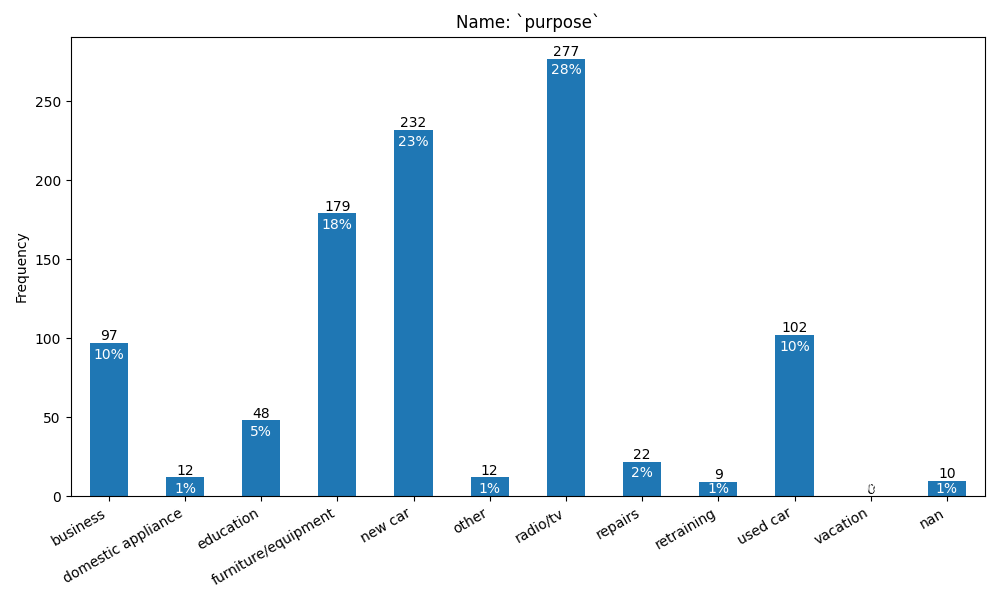 Name: `purpose`
Frequency
250
200
150
100
50
0
97
10%
12
1%
48
5%
179
18%
232
23%
12
1%
277
28%
22
2%
9
1%
102
10%
0
10
1%
business
domestic appliance
education
furniture/equipment
new car
other
radio/tv
repairs
retraining
used car
vacation
nan